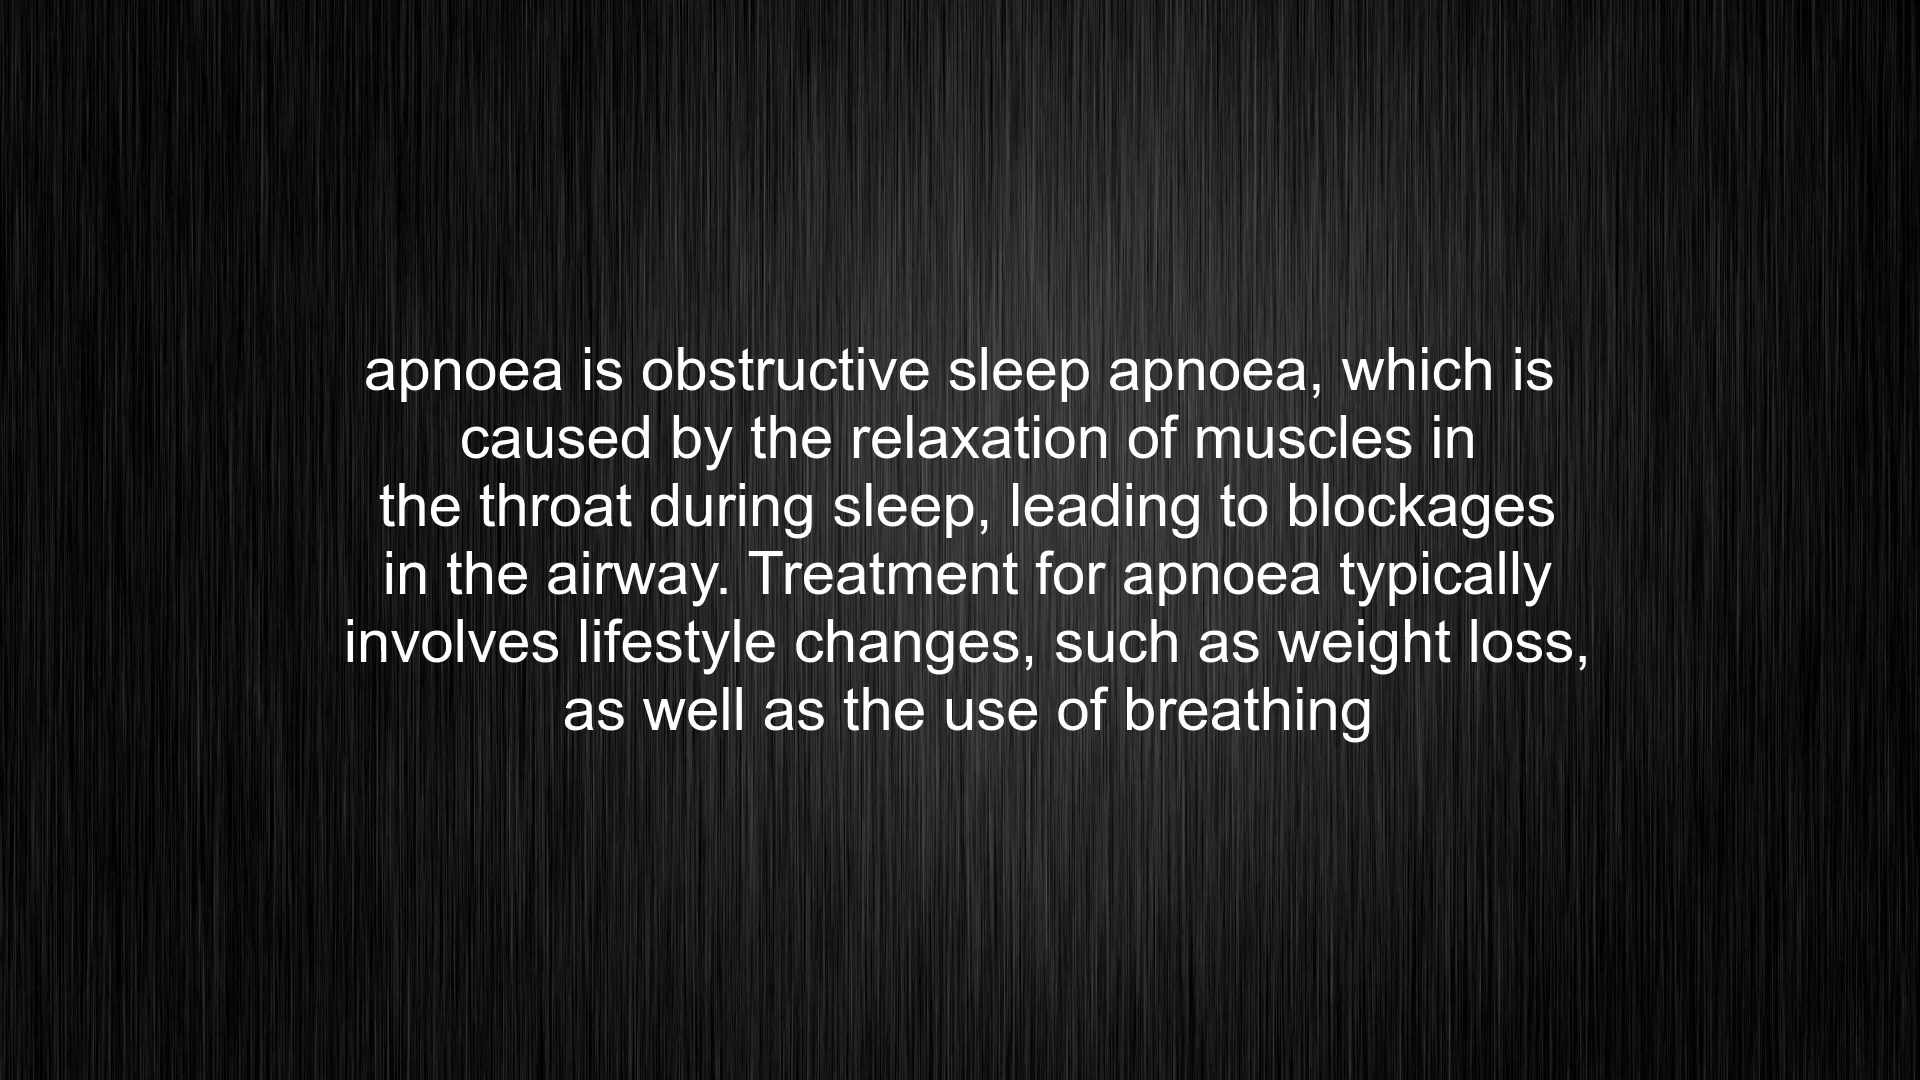 apnoea is obstructive sleep apnoea, which is
caused by the relaxation of muscles in
the throat during sleep, leading to blockages
in the airway. Treatment for apnoea typically
involves lifestyle changes, such as weight loss,
as well as the use of breathing